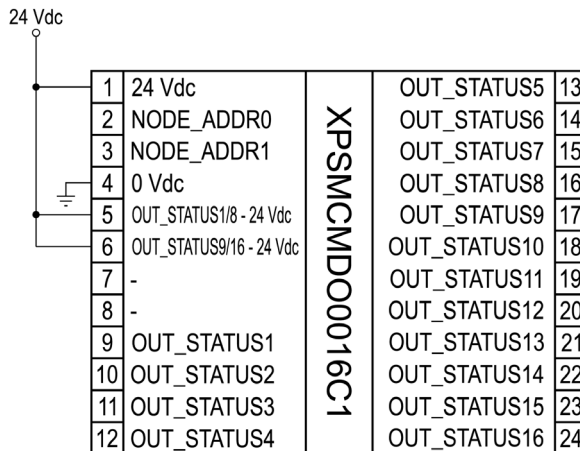 24 Vdc
1 24 Vdc
2 NODE_ADDR0
3 NODE_ADDR1
4 0 Vdc
5 OUT_STATUS1/8 - 24 Vdc
6 OUT_STATUS9/16 - 24 Vdc
7 -
8 -
9 OUT_STATUS1
10 OUT_STATUS2
11 OUT_STATUS3
12 OUT_STATUS4
XPSMCMDO0016C1
OUT_STATUS5 13
OUT_STATUS6 14
OUT_STATUS7 15
OUT_STATUS8 16
OUT_STATUS9 17
OUT_STATUS10 18
OUT_STATUS11 19
OUT_STATUS12 20
OUT_STATUS13 21
OUT_STATUS14 22
OUT_STATUS15 23
OUT_STATUS16 24